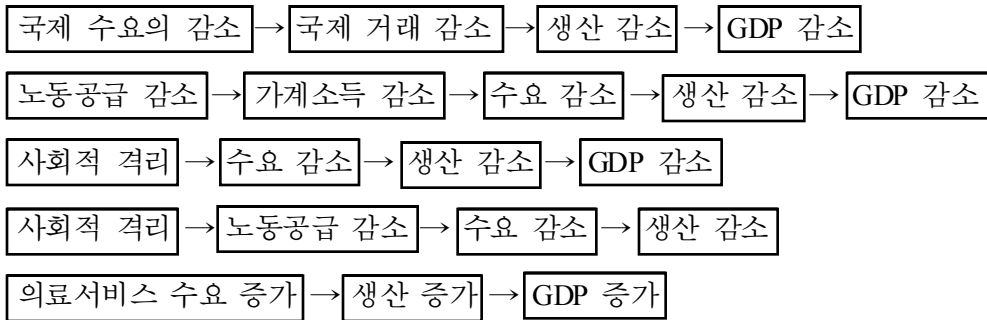 국제 수요의 감소 → 국제 거래 감소 → 생산 감소 → GDP 감소
노동공급 감소 → 가계소득 감소 → 수요 감소 → 생산 감소 → GDP 감소
사회적 격리 → 수요 감소 → 생산 감소 → GDP 감소
사회적 격리 → 노동공급 감소 → 수요 감소 → 생산 감소
의료서비스 수요 증가 → 생산 증가 → GDP 증가